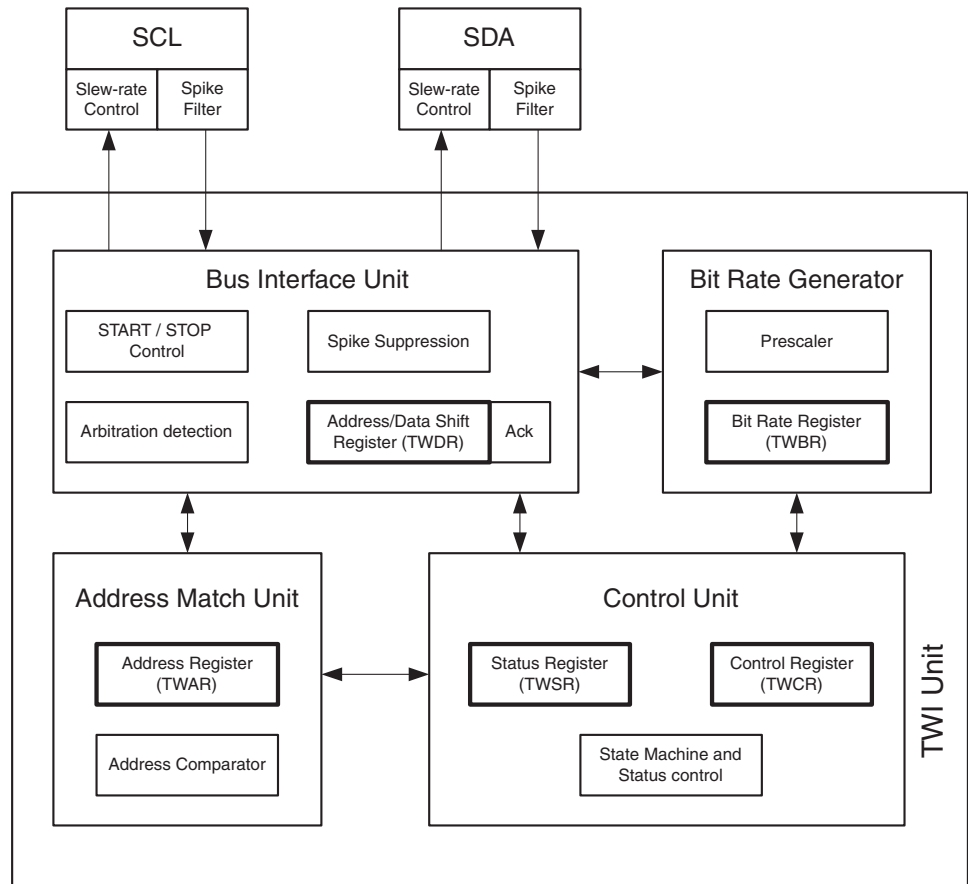 SCL
SDA
Slew-rate
Control
Spike
Filter
Slew-rate
Control
Spike
Filter
Bus Interface Unit
START / STOP
Control
Spike Suppression
Arbitration detection
Address/Data Shift
Register (TWDR)
Ack
Bit Rate Generator
Prescaler
Bit Rate Register
(TWBR)
Address Match Unit
Address Register
(TWAR)
Address Comparator
Control Unit
Status Register
(TWSR)
Control Register
(TWCR)
State Machine and
Status control
TWI Unit